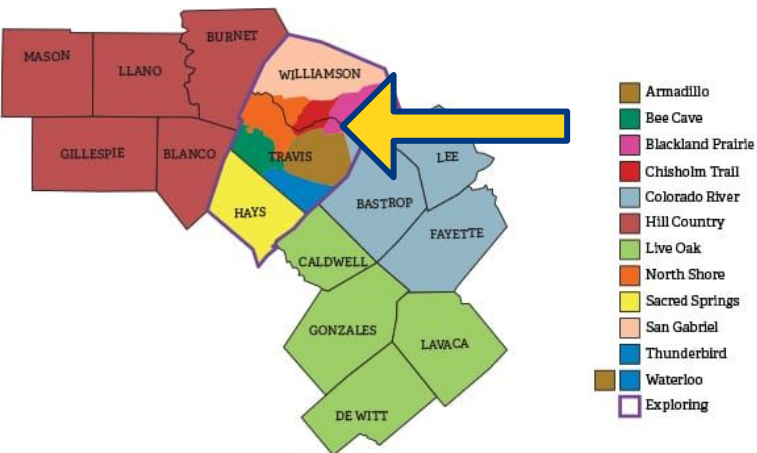 BURNET
MASON
LLANO
WILLIAMSON
GILLESPIE
BLANCO
TRAVIS
LEE
HAYS
BASTROP
FAYETTE
CALDWELL
GONZALES
LAVACA
DE WITT
Armadillo
Bee Cave
Blackland Prairie
Chisholm Trail
Colorado River
Hill Country
Live Oak
North Shore
Sacred Springs
San Gabriel
Thunderbird
Waterloo
Exploring